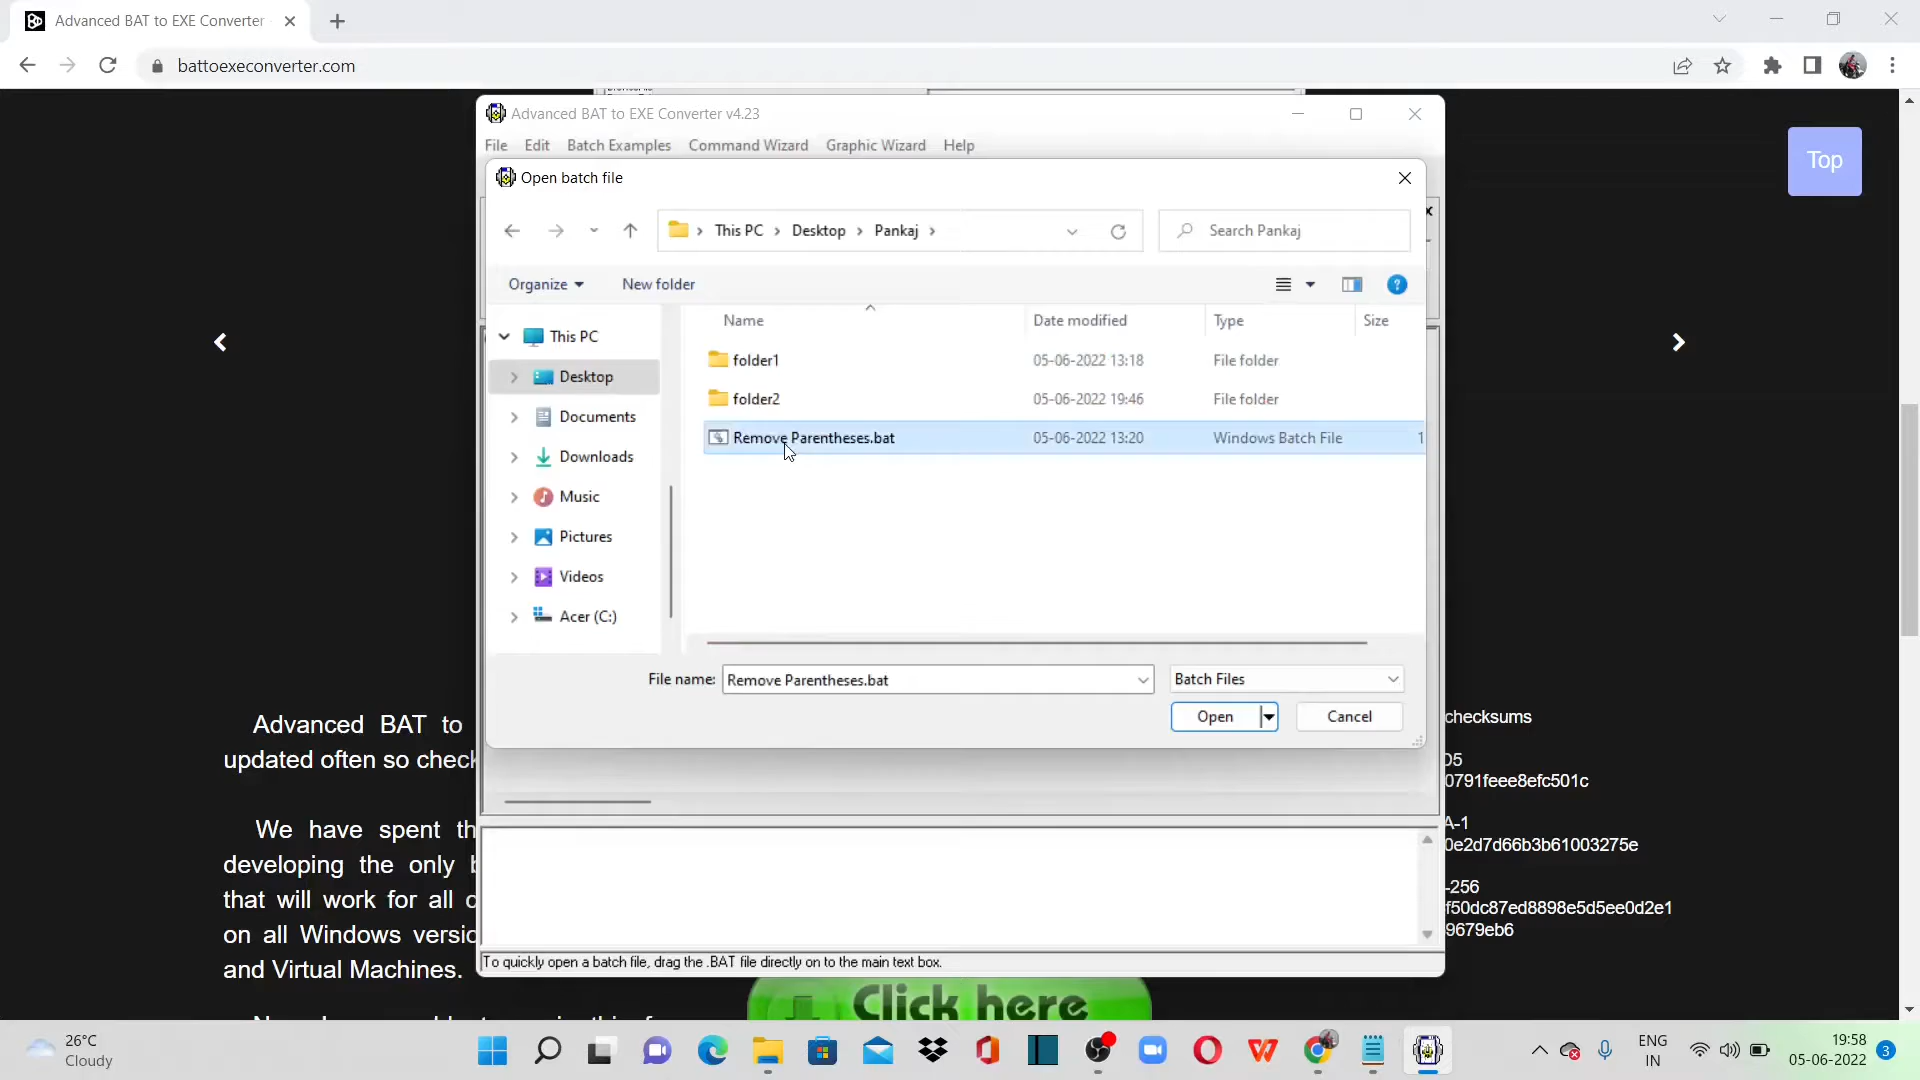 Advanced BAT to EXE Converter
battoexeconverter.com
Top
Advanced BAT to EXE Converter v4.23
File Edit Batch Examples Command Wizard Graphic Wizard Help
Open batch file
This PC Desktop Pankaj
Search Pankaj
Organize New folder
Name Date modified Type Size
This PC
Desktop
Documents
Downloads
Music
Pictures
Videos
Acer (C:)
folder1 05-06-2022 13:18 File folder
folder2 05-06-2022 19:46 File folder
Remove Parentheses.bat 05-06-2022 13:20 Windows Batch File 1
File name: Remove Parentheses.bat Batch Files
Open Cancel
Advanced BAT to
updated often so check
We have spent th
developing the only
that will work for all
on all Windows versio
and Virtual Machines.
checksums
D5
0791feee8efc501c
A-1
0e2d7d66b3b61003275e
-256
f50dc87ed8898e5d5ee0d2e1
9679eb6
To quickly open a batch file, drag the .BAT file directly on to the main text box.
Click here
26°C
Cloudy
ENG
IN
19:58
05-06-2022
3